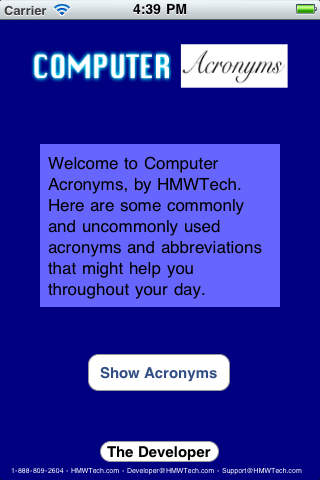 Carrier 4:39 PM
COMPUTER Acronyms
Welcome to Computer
Acronyms, by HMWTech.
Here are some commonly
and uncommonly used
acronyms and abbreviations
that might help you
throughout your day.
Show Acronyms
The Developer
1-888-809-2604 - HMWTech.com - Developer@HMWTech.com - Support@HMWTech.com